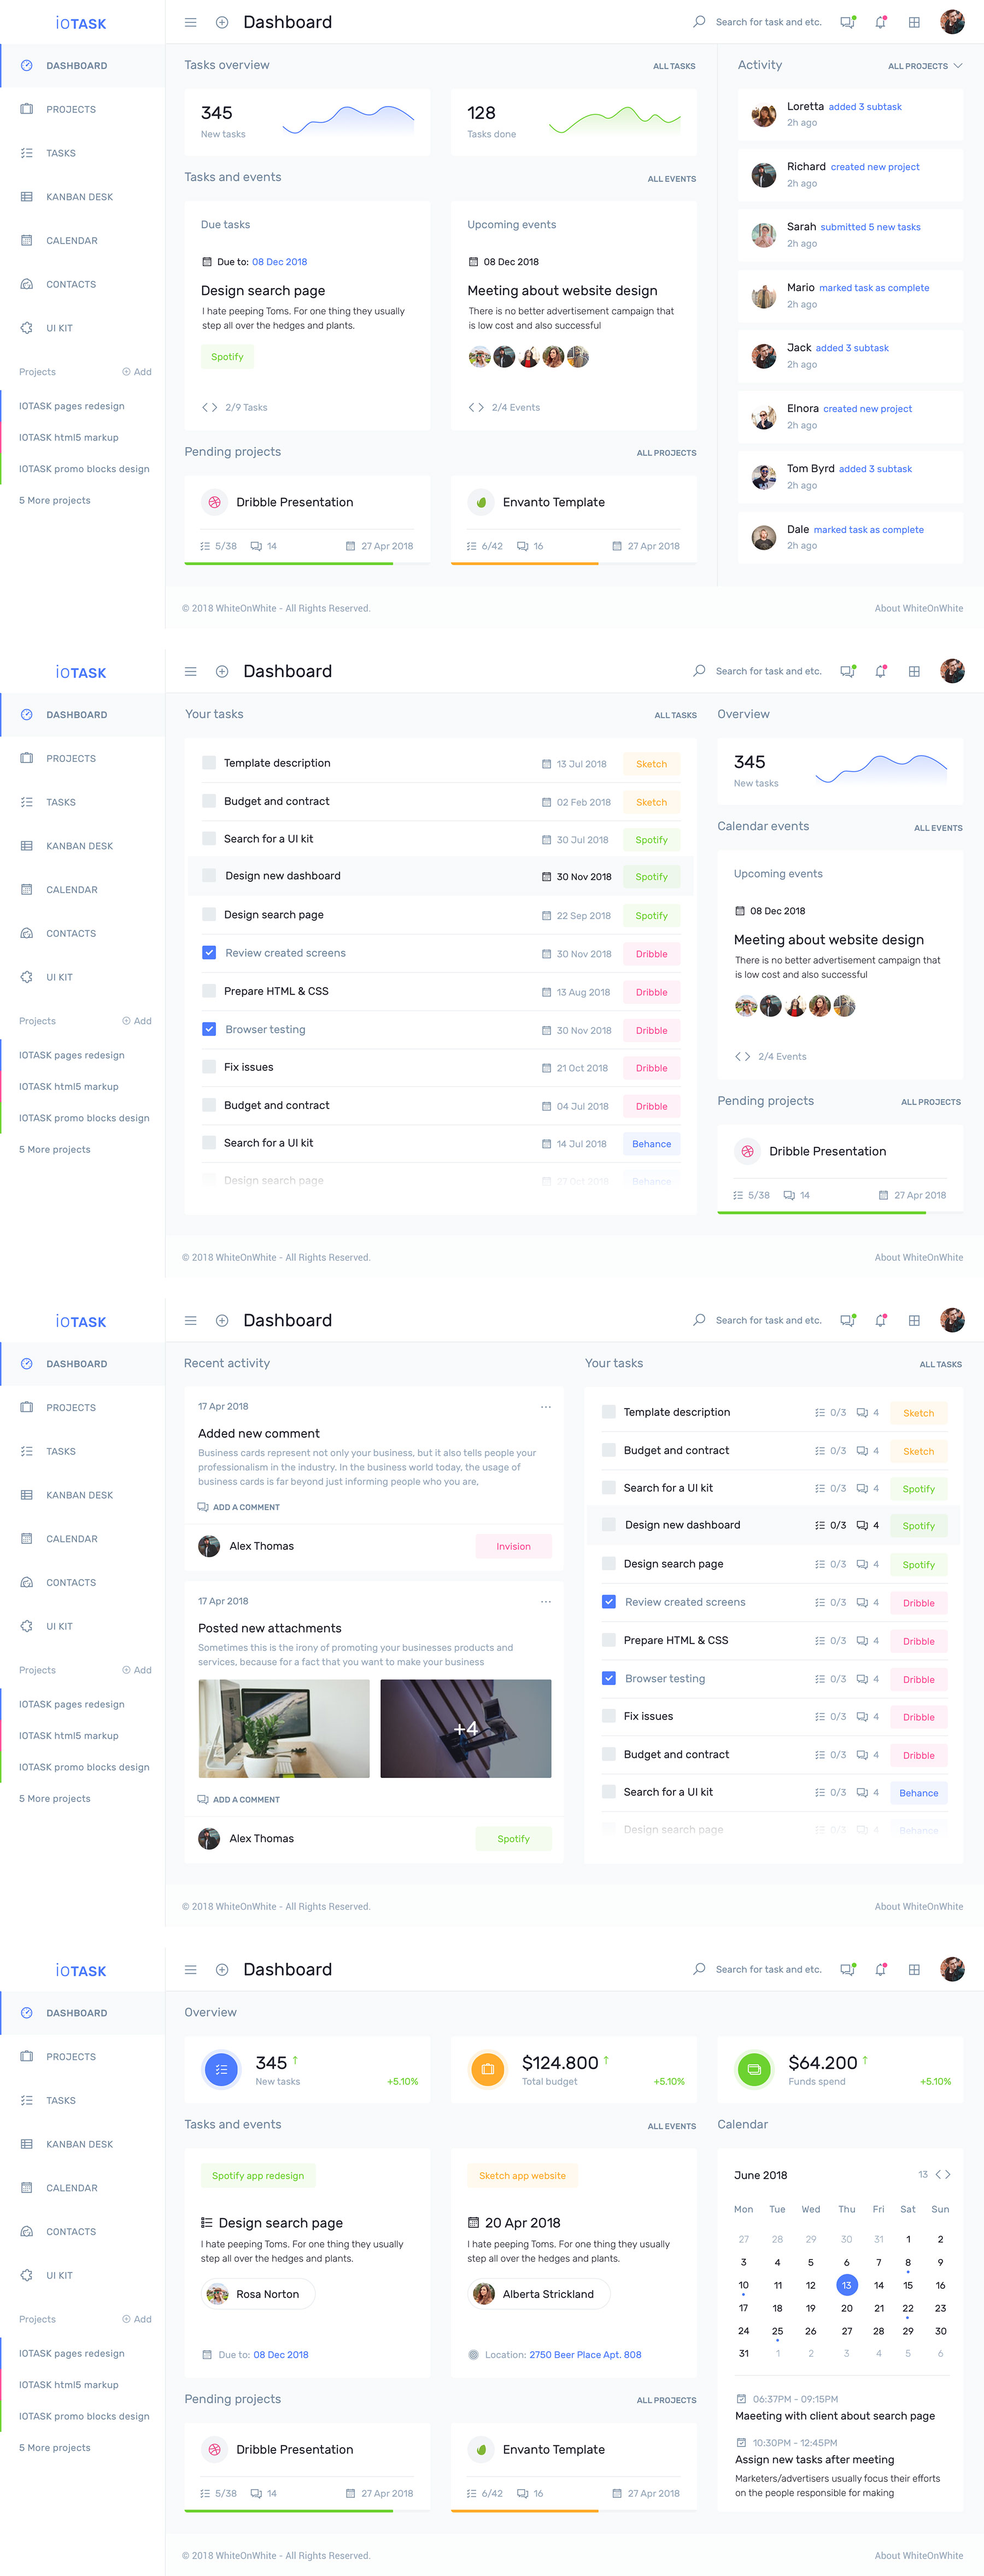 ioTASK
Dashboard
Search for task and etc.
DASHBOARD
PROJECTS
TASKS
KANBAN DESK
CALENDAR
CONTACTS
UI KIT
Projects Add
IOTASK pages redesign
IOTASK html5 markup
IOTASK promo blocks design
5 More projects
Tasks overview ALL TASKS
345
New tasks
128
Tasks done
Tasks and events ALL EVENTS
Due tasks
Due to: 08 Dec 2018
Design search page
I hate peeping Toms. For one thing they usually
step all over the hedges and plants.
Spotify
2/9 Tasks
Upcoming events
08 Dec 2018
Meeting about website design
There is no better advertisement campaign that
is low cost and also successful
2/4 Events
Pending projects ALL PROJECTS
Dribble Presentation
5/38 14 27 Apr 2018
Envanto Template
6/42 16 27 Apr 2018
Activity ALL PROJECTS
Loretta added 3 subtask
2h ago
Richard created new project
2h ago
Sarah submitted 5 new tasks
2h ago
Mario marked task as complete
2h ago
Jack added 3 subtask
2h ago
Elnora created new project
2h ago
Tom Byrd added 3 subtask
2h ago
Dale marked task as complete
2h ago
© 2018 WhiteOnWhite - All Rights Reserved. About WhiteOnWhite
ioTASK
Dashboard
Search for task and etc.
DASHBOARD
PROJECTS
TASKS
KANBAN DESK
CALENDAR
CONTACTS
UI KIT
Projects Add
IOTASK pages redesign
IOTASK html5 markup
IOTASK promo blocks design
5 More projects
Your tasks ALL TASKS
Template description 13 Jul 2018 Sketch
Budget and contract 02 Feb 2018 Sketch
Search for a UI kit 30 Jul 2018 Spotify
Design new dashboard 30 Nov 2018 Spotify
Design search page 22 Sep 2018 Spotify
Review created screens 30 Nov 2018 Dribble
Prepare HTML & CSS 13 Aug 2018 Dribble
Browser testing 30 Nov 2018 Dribble
Fix issues 21 Oct 2018 Dribble
Budget and contract 04 Jul 2018 Dribble
Search for a UI kit 14 Jul 2018 Behance
Design search page 27 Oct 2018 Behance
Overview
345
New tasks
Calendar events ALL EVENTS
Upcoming events
08 Dec 2018
Meeting about website design
There is no better advertisement campaign that
is low cost and also successful
2/4 Events
Pending projects ALL PROJECTS
Dribble Presentation
5/38 14 27 Apr 2018
© 2018 WhiteOnWhite - All Rights Reserved. About WhiteOnWhite
ioTASK
Dashboard
Search for task and etc.
DASHBOARD
PROJECTS
TASKS
KANBAN DESK
CALENDAR
CONTACTS
UI KIT
Projects Add
IOTASK pages redesign
IOTASK html5 markup
IOTASK promo blocks design
5 More projects
Recent activity
17 Apr 2018
Added new comment
Business cards represent not only your business, but it also tells people your
professionalism in the industry. In the business world today, the usage of
business cards is far beyond just informing people who you are,
ADD A COMMENT
Alex Thomas Invision
17 Apr 2018
Posted new attachments
Sometimes this is the irony of promoting your businesses products and
services, because for a fact that you want to make your business
+4
ADD A COMMENT
Alex Thomas Spotify
Your tasks ALL TASKS
Template description 0/3 4 Sketch
Budget and contract 0/3 4 Sketch
Search for a UI kit 0/3 4 Spotify
Design new dashboard 0/3 4 Spotify
Design search page 0/3 4 Spotify
Review created screens 0/3 4 Dribble
Prepare HTML & CSS 0/3 4 Dribble
Browser testing 0/3 4 Dribble
Fix issues 0/3 4 Dribble
Budget and contract 0/3 4 Dribble
Search for a UI kit 0/3 4 Behance
Design search page 0/3 4 Behance
© 2018 WhiteOnWhite - All Rights Reserved. About WhiteOnWhite
ioTASK
Dashboard
Search for task and etc.
DASHBOARD
PROJECTS
TASKS
KANBAN DESK
CALENDAR
CONTACTS
UI KIT
Projects Add
IOTASK pages redesign
IOTASK html5 markup
IOTASK promo blocks design
5 More projects
Overview
345
New tasks +5.10%
$124.800
Total budget +5.10%
$64.200
Funds spend +5.10%
Tasks and events ALL EVENTS
Spotify app redesign
Design search page
I hate peeping Toms. For one thing they usually
step all over the hedges and plants.
Rosa Norton
Due to: 08 Dec 2018
Sketch app website
20 Apr 2018
I hate peeping Toms. For one thing they usually
step all over the hedges and plants.
Alberta Strickland
Location: 2750 Beer Place Apt. 808
Pending projects ALL PROJECTS
Dribble Presentation
5/38 14 27 Apr 2018
Envanto Template
6/42 16 27 Apr 2018
Calendar
June 2018 13
Mon Tue Wed Thu Fri Sat Sun
27 28 29 30 31 1 2
3 4 5 6 7 8 9
10 11 12 13 14 15 16
17 18 19 20 21 22 23
24 25 26 27 28 29 30
31 1 2 3 4 5 6
06:37PM - 09:15PM
Maeeting with client about search page
10:30PM - 12:45PM
Assign new tasks after meeting
Marketers/advertisers usually focus their efforts
on the people responsible for making
© 2018 WhiteOnWhite - All Rights Reserved. About WhiteOnWhite